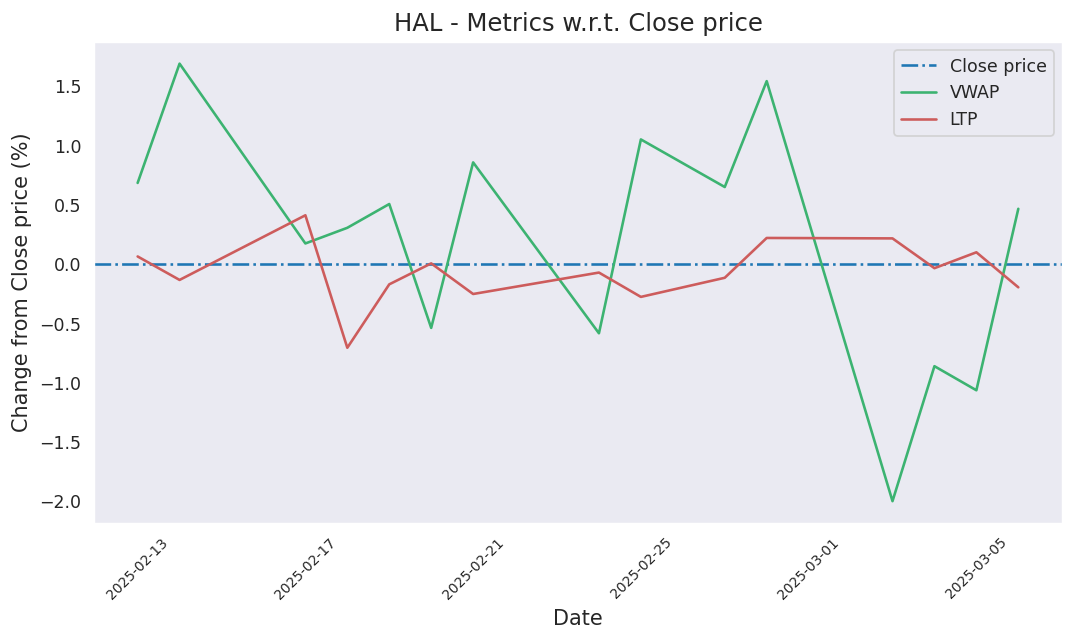 HAL - Metrics w.r.t. Close price
Close price
VWAP
LTP
Change from Close price (%)
1.5
1.0
0.5
0.0
−0.5
−1.0
−1.5
−2.0
2025-02-13
2025-02-17
2025-02-21
2025-02-25
2025-03-01
2025-03-05
Date